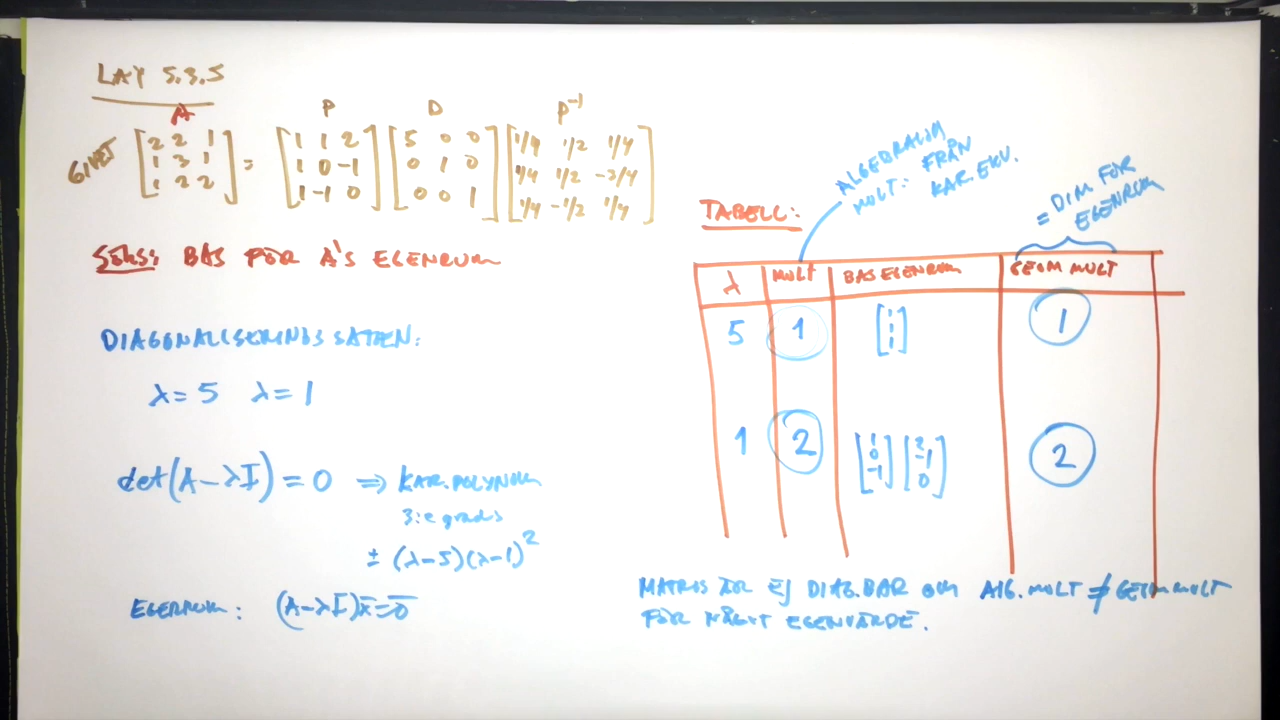 LAY 5.3.5
A P D P⁻¹
GIVET [2 2 1] [1 1 2] [5 0 0] [1/4 1/2 1/4]
[1 3 1] = [1 0 -1] [0 1 0] [1/4 1/2 -3/4]
[1 2 2] [1 -1 0] [0 0 1] [1/4 -1/2 1/4]
SÖKS: BAS FÖR A'S EGENRUM
DIAGONALISERINGSSATSEN:
λ=5 λ=1
det(A-λI)=0 ⇒ KAR.POLYNOM
3:e grads
± (λ-5)(λ-1)²
EGENRUM: (A-λI)x̄=0̄
ALGEBRAISK
MULT: FRÅN
KAR.EKV.
= DIM FÖR
EGENRUM
TABELL:
λ MULT BAS EGENRUM GEOM MULT
5 1 [1 1 1] 1
1 2 [1 0 -1] [2 -1 0] 2
MATRIS ÄR EJ DIAG.BAR OM ALG.MULT ≠ GEOM MULT
FÖR NÅGOT EGENVÄRDE.